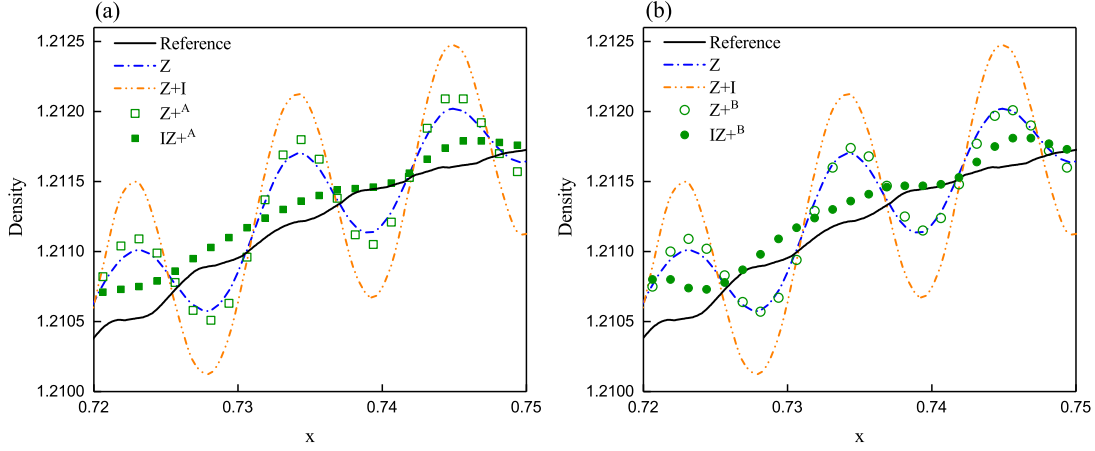 (a)
1.2125
1.2120
1.2115
1.2110
1.2105
1.2100
Density
Reference
Z
Z+I
Z+ᴬ
IZ+ᴬ
0.72
0.73
0.74
0.75
x
(b)
1.2125
1.2120
1.2115
1.2110
1.2105
1.2100
Density
Reference
Z
Z+I
Z+ᴮ
IZ+ᴮ
0.72
0.73
0.74
0.75
x